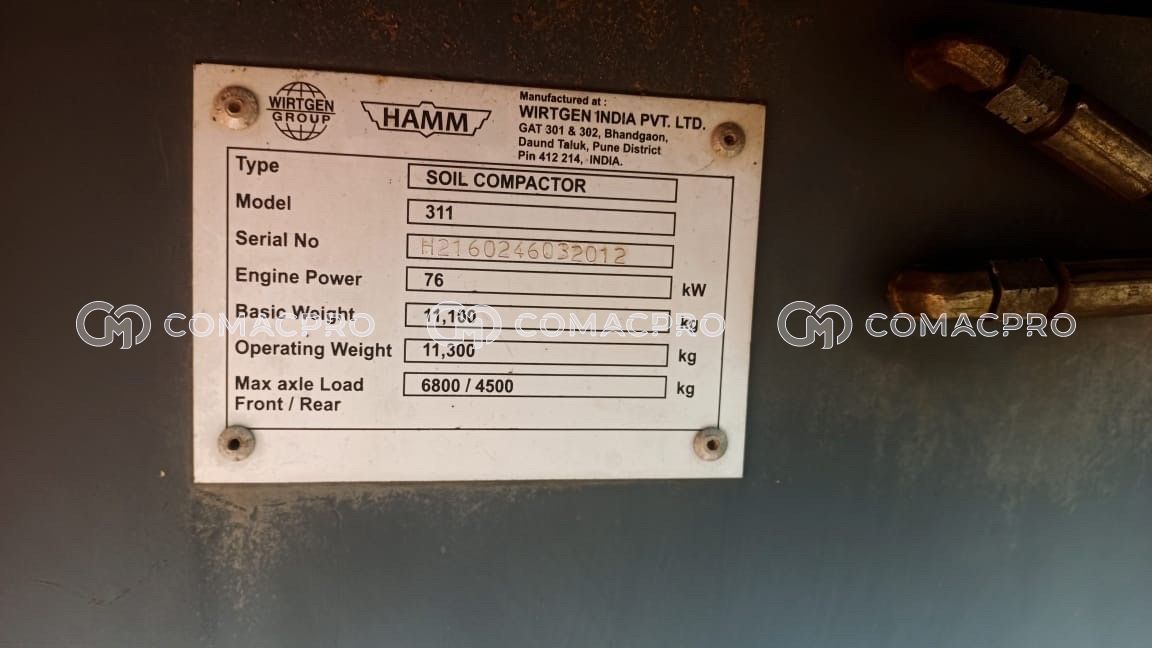 WIRTGEN
GROUP
HAMM
Manufactured at :
WIRTGEN INDIA PVT. LTD.
GAT 301 & 302, Bhandgaon,
Daund Taluk, Pune District
Pin 412 214, INDIA.
Type SOIL COMPACTOR
Model 311
Serial No H2160246032012
Engine Power 76 kW
Basic Weight 11,100 kg
Operating Weight 11,300 kg
Max axle Load 6800 / 4500 kg
Front / Rear
COMACPRO COMACPRO COMACPRO